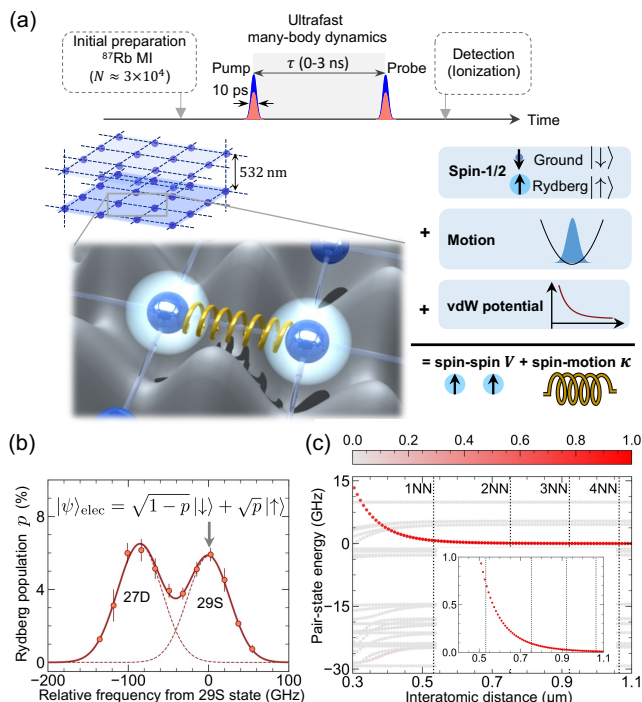 (a)
Ultrafast
many-body dynamics
Initial preparation
⁸⁷Rb MI
(N ≈ 3×10⁴)
Pump
τ (0-3 ns)
Probe
10 ps
Detection
(Ionization)
Time
532 nm
Spin-1/2
Ground |↓⟩
Rydberg |↑⟩
+ Motion
+ vdW potential
= spin-spin V + spin-motion κ
(b)
|ψ⟩elec = √1−p |↓⟩ + √p |↑⟩
Rydberg population p (%)
8
4
0
27D
29S
−200 −100 0 100
Relative frequency from 29S state (GHz)
(c)
0.0 0.2 0.4 0.6 0.8 1.0
Pair-state energy (GHz)
15
0
−15
−30
1NN 2NN 3NN 4NN
1.0
0.5
0.0
0.5 0.7 0.9 1.1
0.3 0.5 0.7 0.9 1.1
Interatomic distance (um)